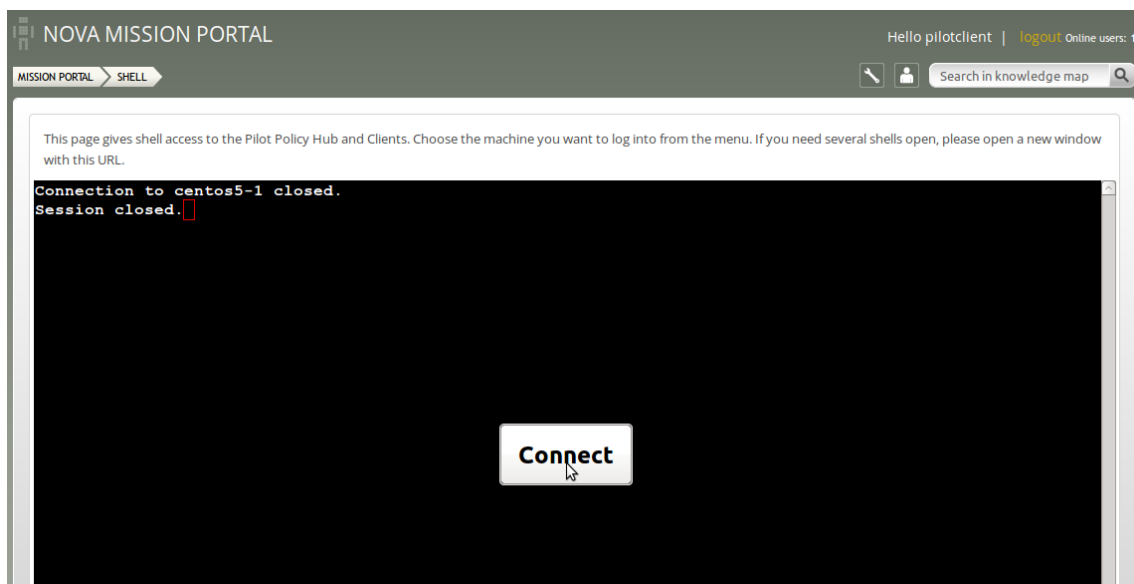 NOVA MISSION PORTAL
Hello pilotclient | logout Online users: 1
MISSION PORTAL SHELL
Search in knowledge map
This page gives shell access to the Pilot Policy Hub and Clients. Choose the machine you want to log into from the menu. If you need several shells open, please open a new window
with this URL.
Connection to centos5-1 closed.
Session closed.
Connect